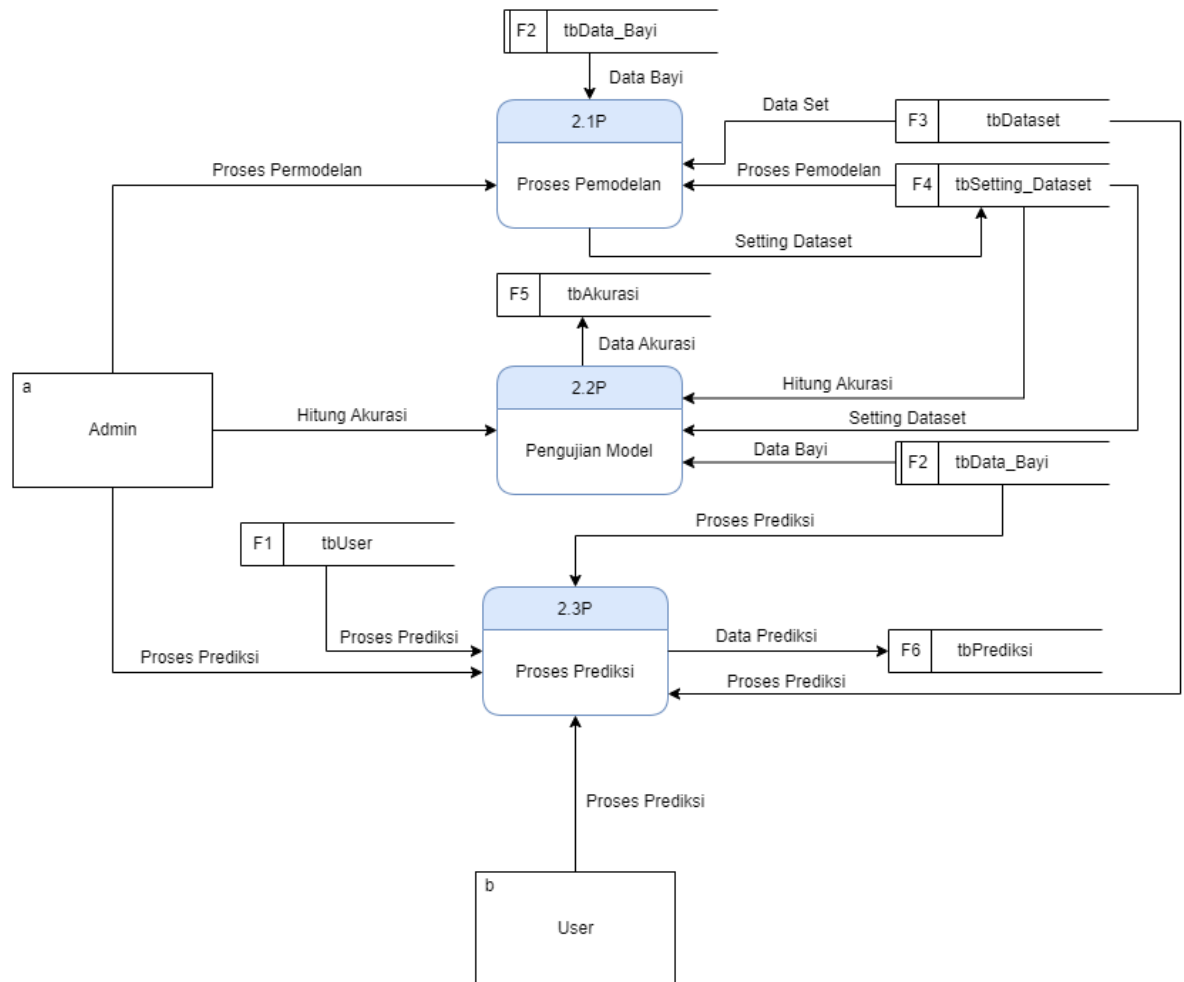 F2 tbData_Bayi
Data Bayi
2.1P
Data Set
F3 tbDataset
Proses Permodelan
Proses Pemodelan
Proses Pemodelan
F4 tbSetting_Dataset
Setting Dataset
F5 tbAkurasi
Data Akurasi
a
Admin
2.2P
Hitung Akurasi
Hitung Akurasi
Setting Dataset
Pengujian Model
Data Bayi
F2 tbData_Bayi
Proses Prediksi
F1 tbUser
2.3P
Proses Prediksi
Data Prediksi
F6 tbPrediksi
Proses Prediksi
Proses Prediksi
Proses Prediksi
Proses Prediksi
b
User